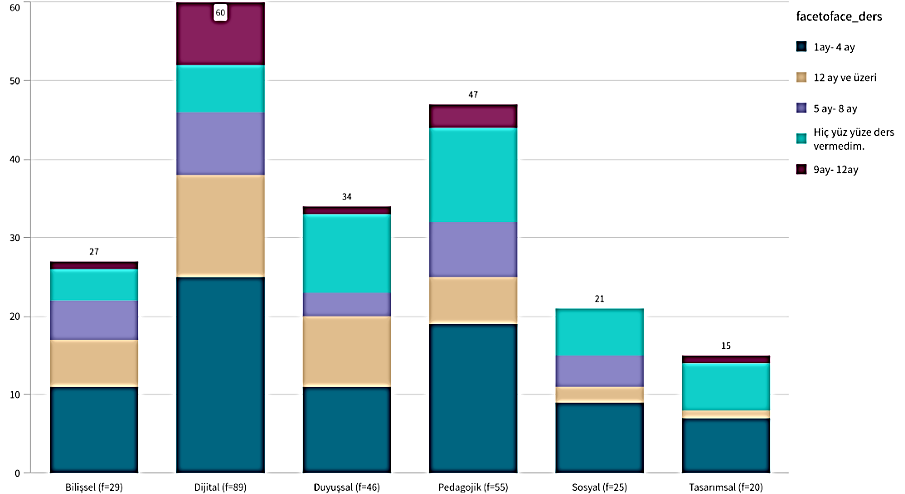 60
50
40
30
20
10
0
27
60
34
47
21
15
Bilişsel (f=29)
Dijital (f=89)
Duyuşsal (f=46)
Pedagojik (f=55)
Sosyal (f=25)
Tasarımsal (f=20)
facetoface_ders
1ay- 4 ay
12 ay ve üzeri
5 ay- 8 ay
Hiç yüz yüze ders
vermedim.
9ay- 12ay